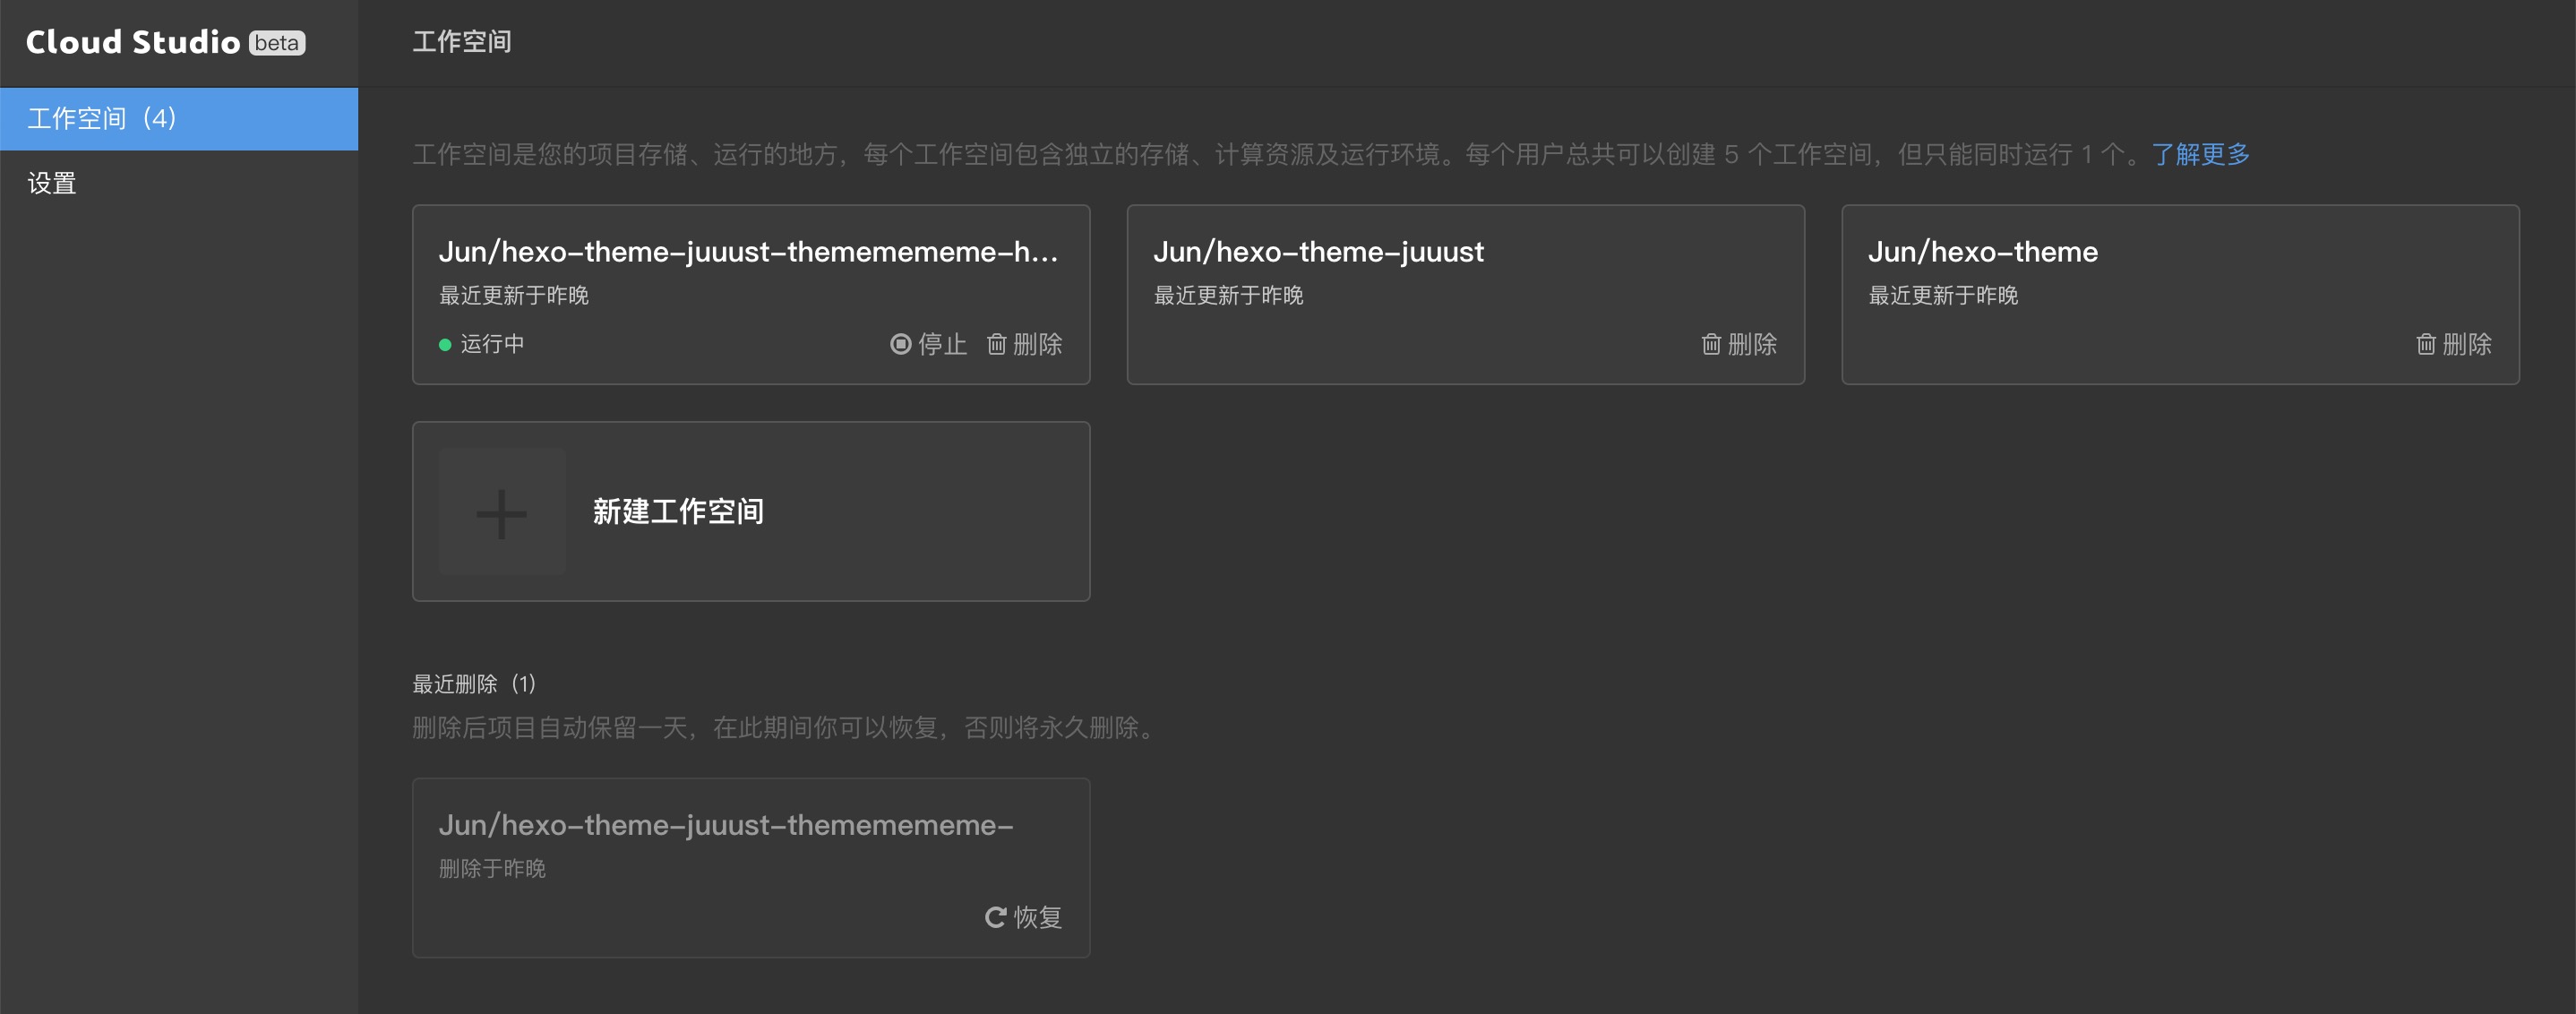 Cloud Studio beta
工作空间
工作空间（4）
设置
工作空间是您的项目存储、运行的地方，每个工作空间包含独立的存储、计算资源及运行环境。每个用户总共可以创建 5 个工作空间，但只能同时运行 1 个。了解更多
Jun/hexo-theme-juuust-thememememe-h...
最近更新于昨晚
运行中
停止
删除
Jun/hexo-theme-juuust
最近更新于昨晚
删除
Jun/hexo-theme
最近更新于昨晚
删除
新建工作空间
最近删除（1）
删除后项目自动保留一天，在此期间你可以恢复，否则将永久删除。
Jun/hexo-theme-juuust-thememememe-
删除于昨晚
恢复